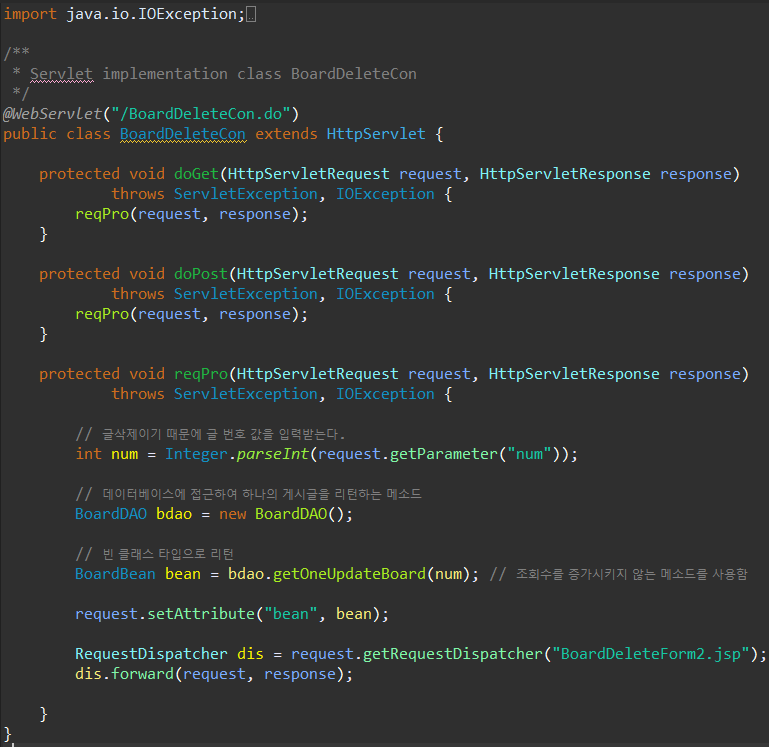 import java.io.IOException;
/**
 * Servlet implementation class BoardDeleteCon
 */
@WebServlet("/BoardDeleteCon.do")
public class BoardDeleteCon extends HttpServlet {
    protected void doGet(HttpServletRequest request, HttpServletResponse response)
            throws ServletException, IOException {
        reqPro(request, response);
    }
    protected void doPost(HttpServletRequest request, HttpServletResponse response)
            throws ServletException, IOException {
        reqPro(request, response);
    }
    protected void reqPro(HttpServletRequest request, HttpServletResponse response)
            throws ServletException, IOException {
        // 글삭제이기 때문에 글 번호 값을 입력받는다.
        int num = Integer.parseInt(request.getParameter("num"));
        // 데이터베이스에 접근하여 하나의 게시글을 리턴하는 메소드
        BoardDAO bdao = new BoardDAO();
        // 빈 클래스 타입으로 리턴
        BoardBean bean = bdao.getOneUpdateBoard(num); // 조회수를 증가시키지 않는 메소드를 사용함
        request.setAttribute("bean", bean);
        RequestDispatcher dis = request.getRequestDispatcher("BoardDeleteForm2.jsp");
        dis.forward(request, response);
    }
}